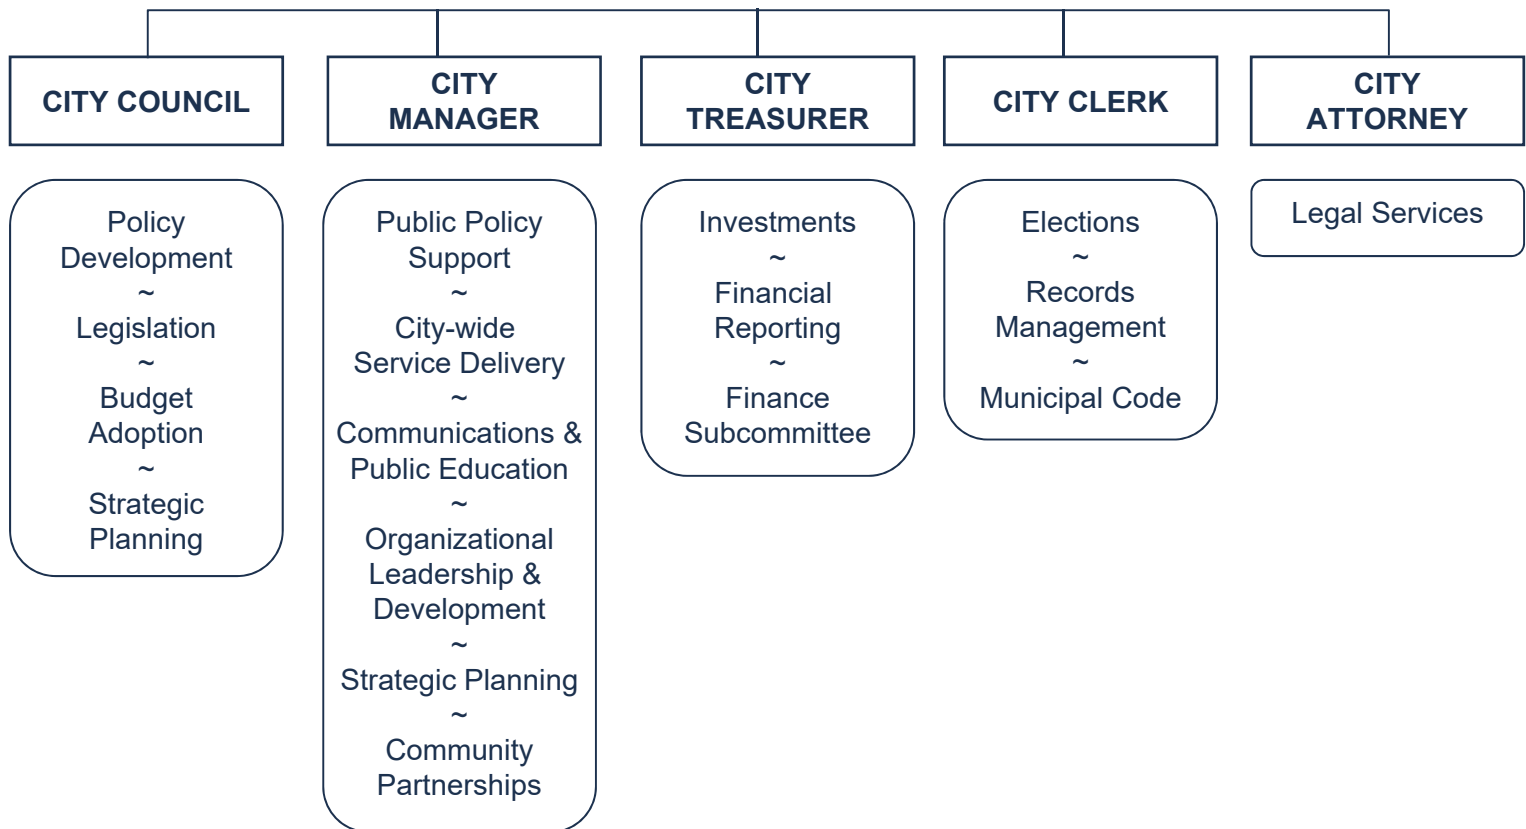 CITY COUNCIL
CITY
MANAGER
CITY
TREASURER
CITY CLERK
CITY
ATTORNEY
Policy
Development
~
Legislation
~
Budget
Adoption
~
Strategic
Planning
Public Policy
Support
~
City-wide
Service Delivery
~
Communications &
Public Education
~
Organizational
Leadership &
Development
~
Strategic Planning
~
Community
Partnerships
Investments
~
Financial
Reporting
~
Finance
Subcommittee
Elections
~
Records
Management
~
Municipal Code
Legal Services